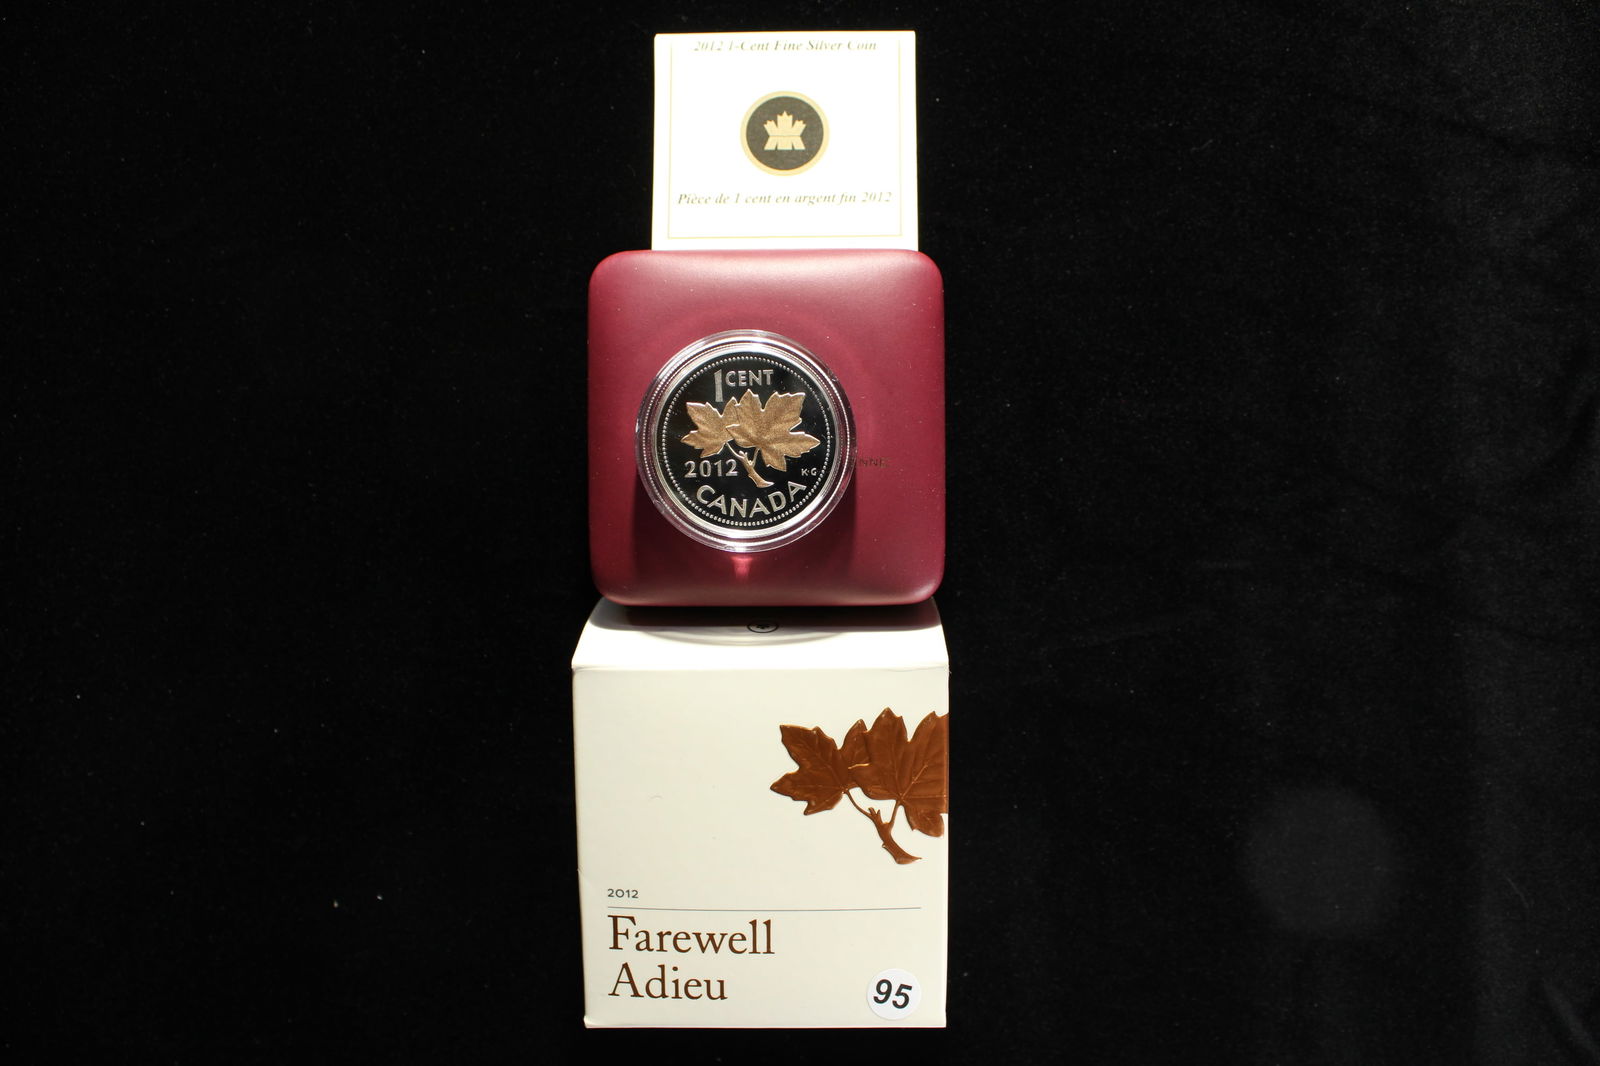 2012 1-Cent Fine Silver Coin
Pièce de 1 cent en argent fin 2012
1 CENT
2012
K·G
CANADA
2012
Farewell
Adieu
95